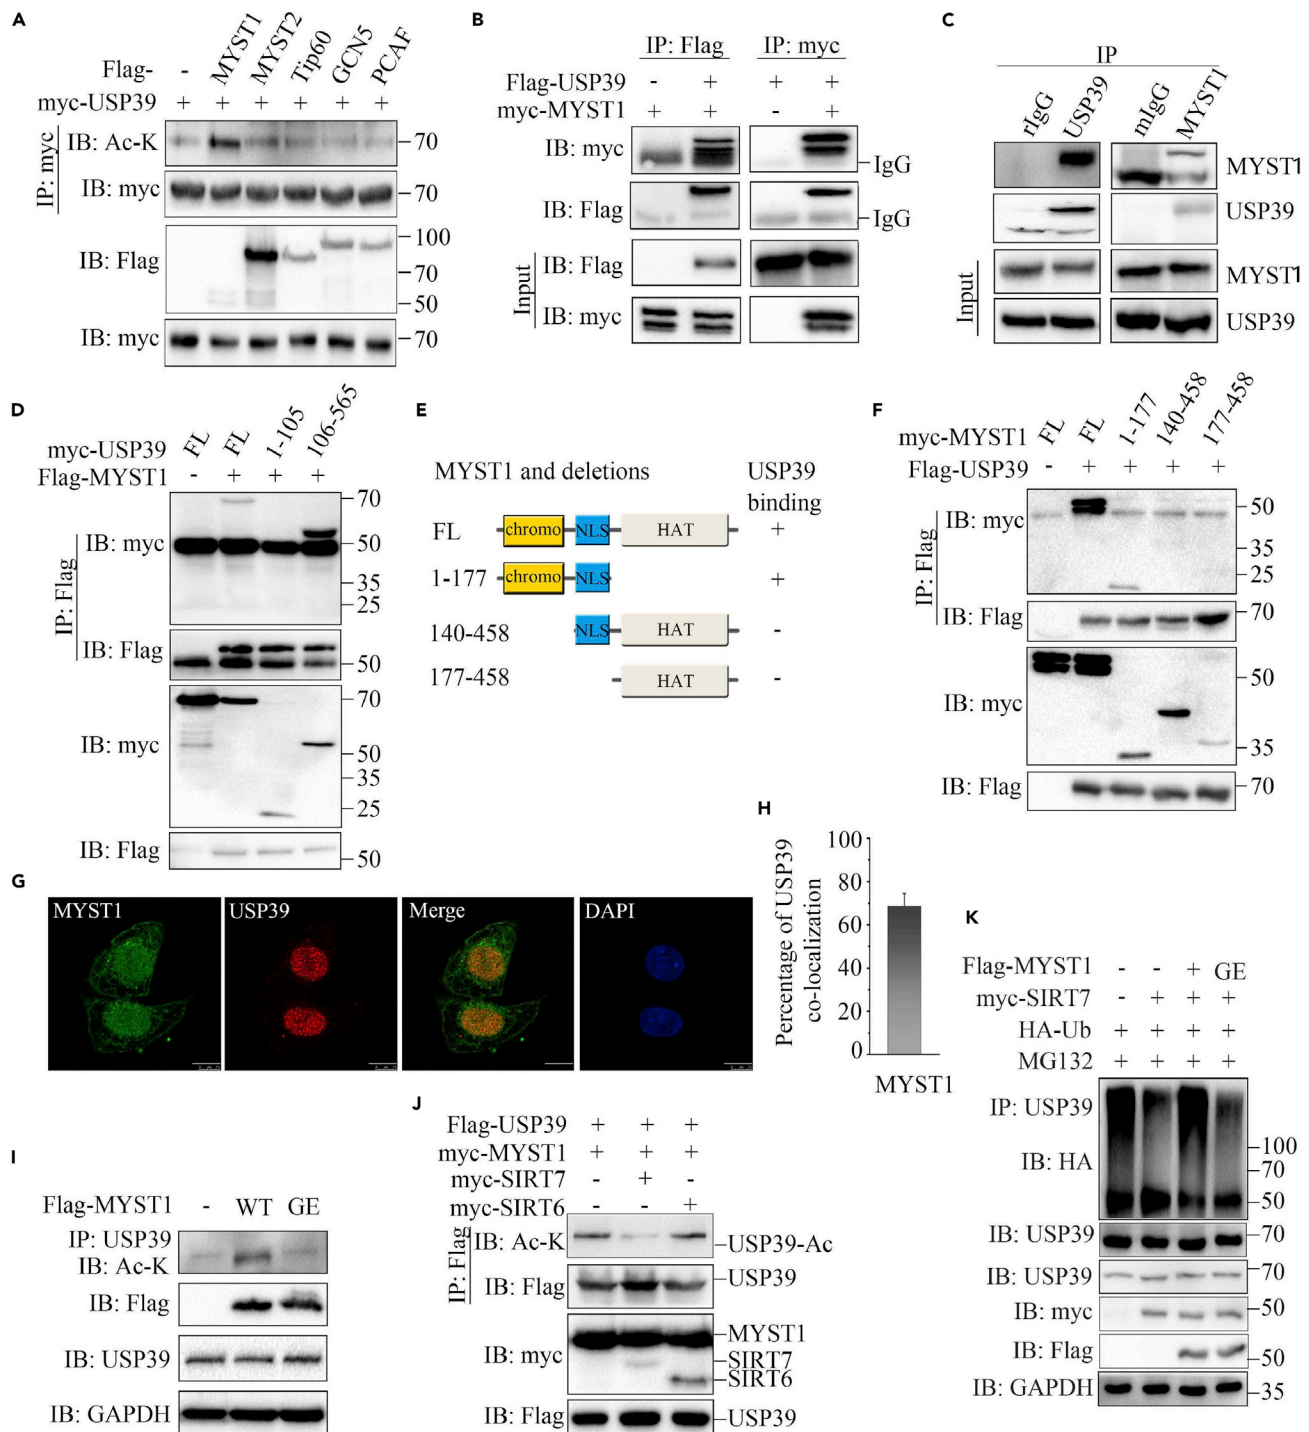 A
Flag- - MYST1 MYST2 Tip60 GCN5 PCAF
myc-USP39 + + + + + +
IP: myc
IB: Ac-K 70
IB: myc 70
IB: Flag 100
70
50
IB: myc 70
B
IP: Flag IP: myc
Flag-USP39 - + + +
myc-MYST1 + + - +
IB: myc IgG
IB: Flag IgG
Input
IB: Flag
IB: myc
C
IP
rIgG USP39 mIgG MYST1
MYST1
USP39
Input
MYST1
USP39
D
myc-USP39 FL FL 1-105 106-565
Flag-MYST1 - + + +
IP: Flag
70
IB: myc 50
35
25
IB: Flag 50
70
IB: myc 50
35
25
IB: Flag 50
E
MYST1 and deletions USP39 binding
FL chromo NLS HAT +
1-177 chromo NLS +
140-458 NLS HAT -
177-458 HAT -
F
myc-MYST1 FL FL 1-177 140-458 177-458
Flag-USP39 - + + + +
IP: Flag
IB: myc 50
35
25
IB: Flag 70
50
IB: myc
35
IB: Flag 70
G
MYST1 USP39 Merge DAPI
H
Percentage of USP39
co-localization
100
80
60
40
20
0
MYST1
I
Flag-MYST1 - WT GE
IP: USP39
IB: Ac-K
IB: Flag
IB: USP39
IB: GAPDH
J
Flag-USP39 + + +
myc-MYST1 + + +
myc-SIRT7 - + -
myc-SIRT6 - - +
IP: Flag
IB: Ac-K USP39-Ac
IB: Flag USP39
MYST1
IB: myc SIRT7
SIRT6
IB: Flag USP39
K
Flag-MYST1 - - + GE
myc-SIRT7 - + + +
HA-Ub + + + +
MG132 + + + +
IP: USP39
100
IB: HA 70
50
IB: USP39 70
IB: USP39 70
IB: myc 50
IB: Flag 50
IB: GAPDH 35